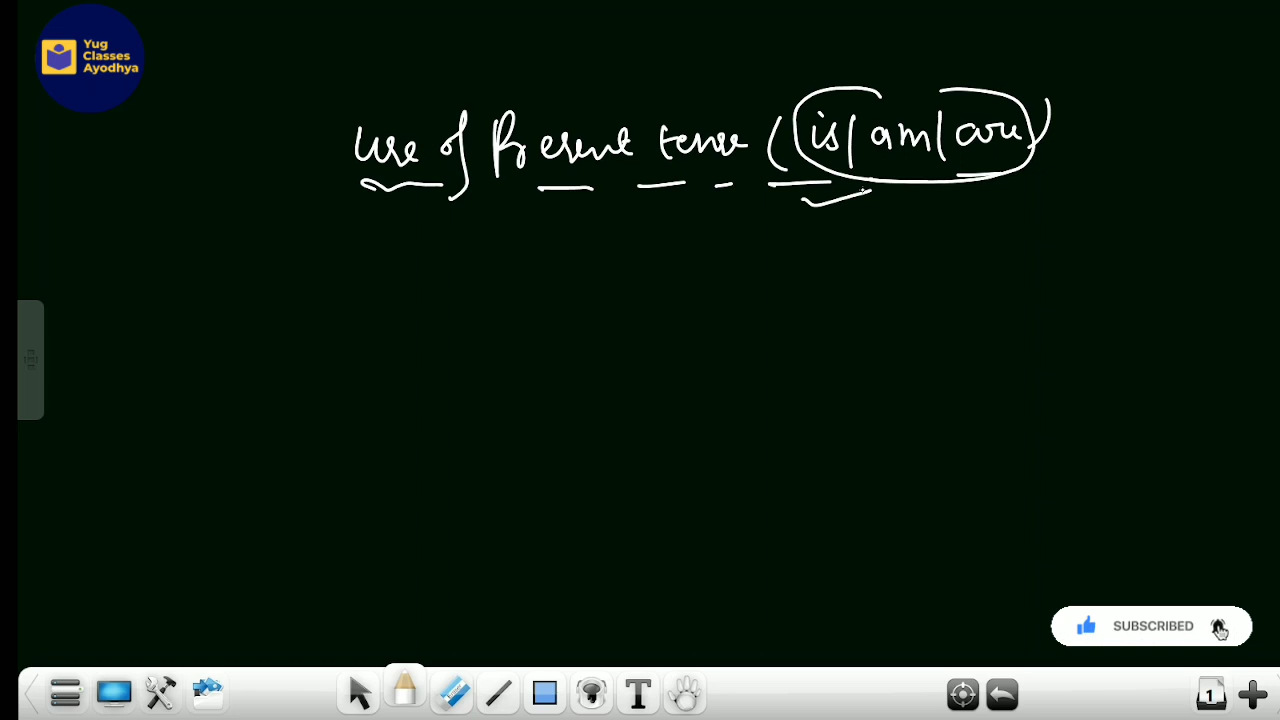 Yug
Classes
Ayodhya
use of Present tense (is/am/are)
SUBSCRIBED
T
1